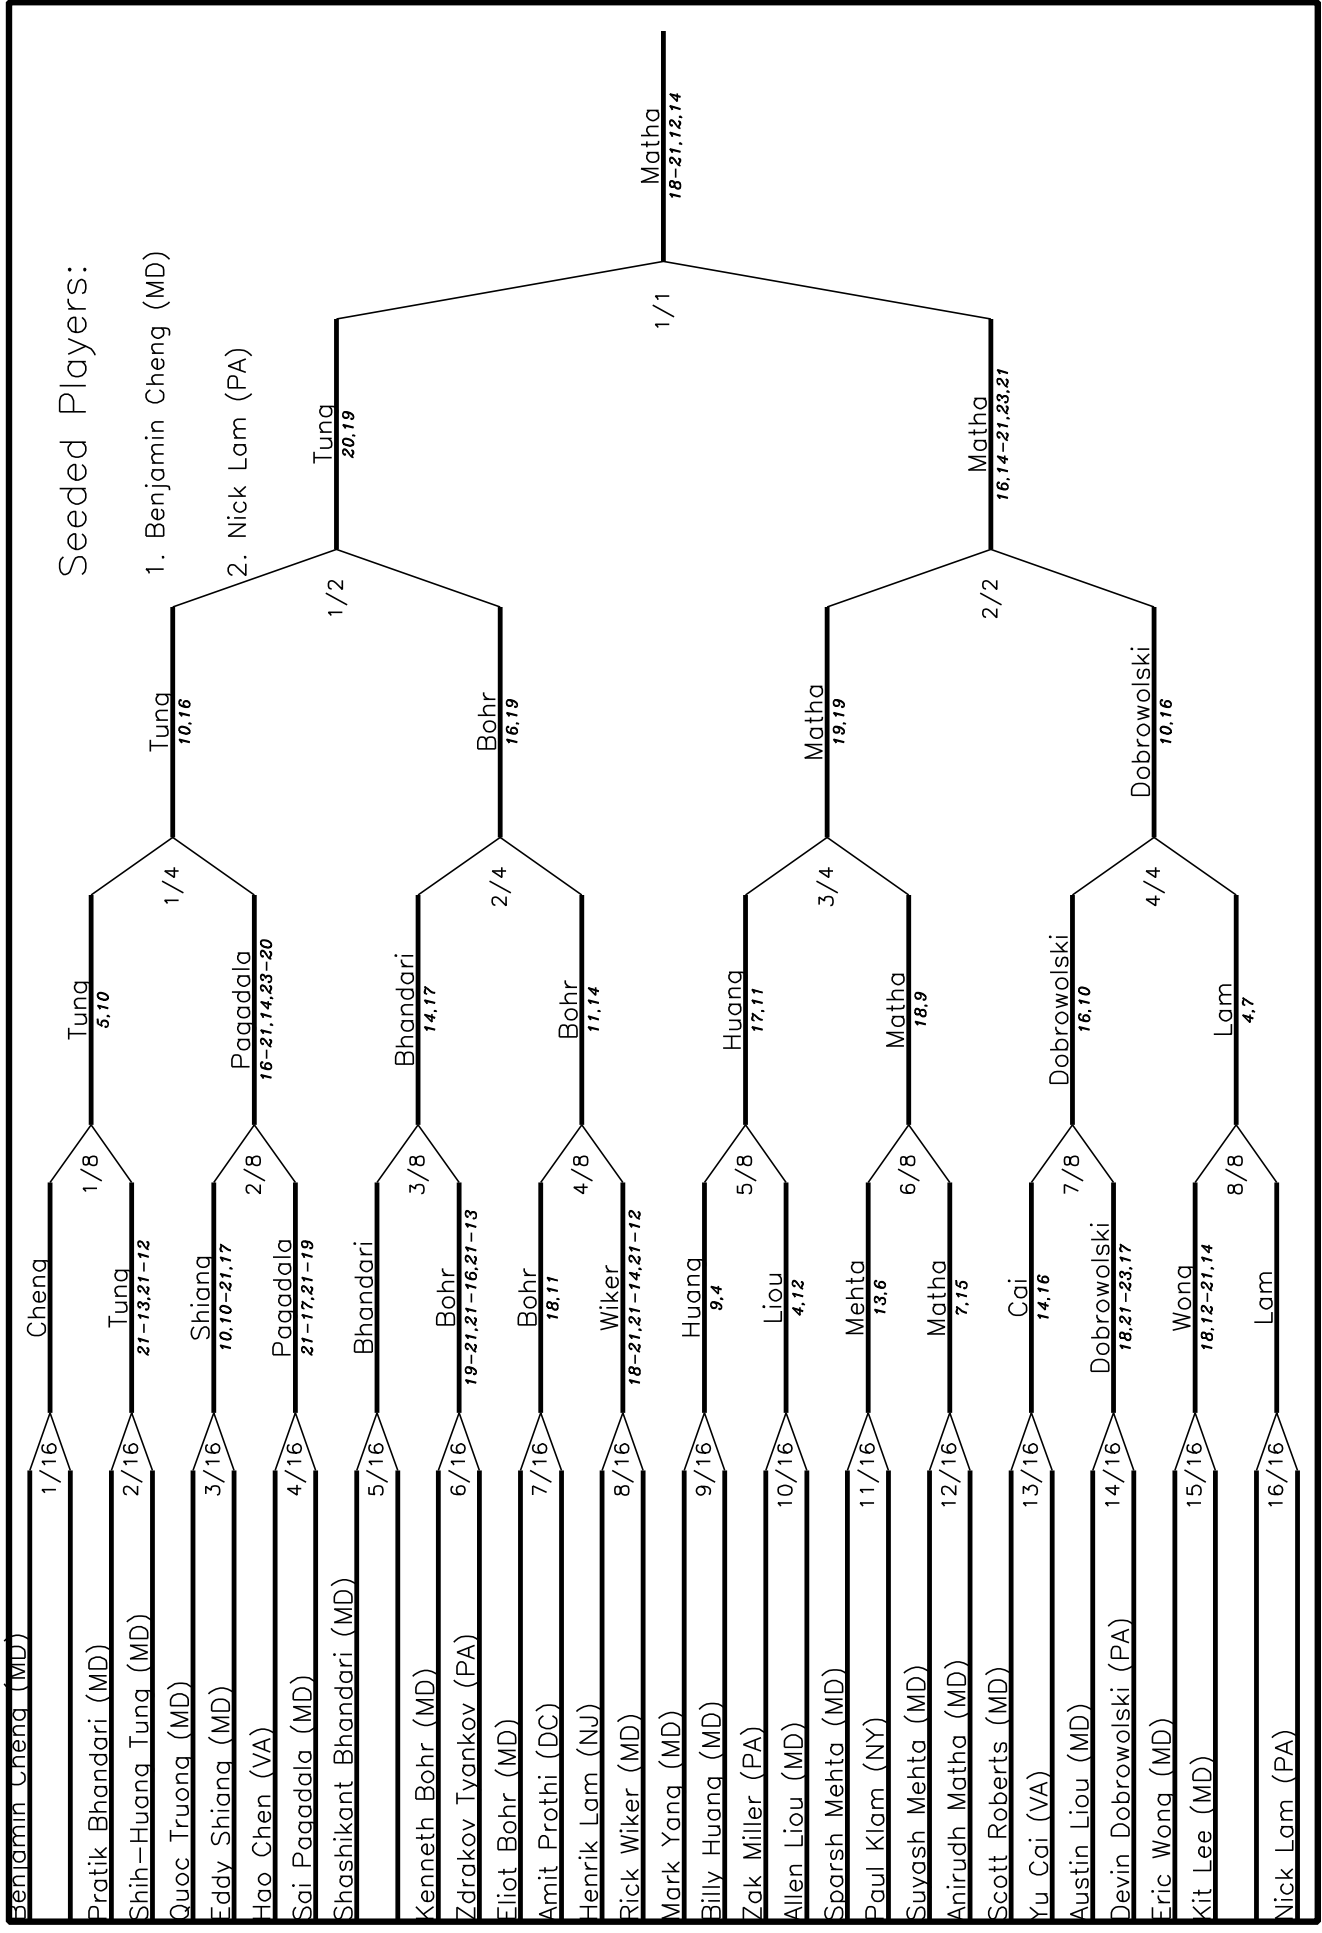 Seeded Players:
1. Benjamin Cheng (MD)
2. Nick Lam (PA)
Benjamin Cheng (MD)
Pratik Bhandari (MD)
Shih-Huang Tung (MD)
Quoc Truong (MD)
Eddy Shiang (MD)
Hao Chen (VA)
Sai Pagadala (MD)
Shashikant Bhandari (MD)
Kenneth Bohr (MD)
Zdrakov Tyankov (PA)
Eliot Bohr (MD)
Amit Prothi (DC)
Henrik Lam (NJ)
Rick Wiker (MD)
Mark Yang (MD)
Billy Huang (MD)
Zak Miller (PA)
Allen Liou (MD)
Sparsh Mehta (MD)
Paul Klam (NY)
Suyash Mehta (MD)
Anirudh Matha (MD)
Scott Roberts (MD)
Yu Cai (VA)
Austin Liou (MD)
Devin Dobrowolski (PA)
Eric Wong (MD)
Kit Lee (MD)
Nick Lam (PA)
1/16
2/16
3/16
4/16
5/16
6/16
7/16
8/16
9/16
10/16
11/16
12/16
13/16
14/16
15/16
16/16
Cheng
Tung
21-13,21-12
Shiang
10,10-21,17
Pagadala
21-17,21-19
Bhandari
Bohr
19-21,21-16,21-13
Bohr
18,11
Wiker
18-21,21-14,21-12
Huang
9,4
Liou
4,12
Mehta
13,6
Matha
7,15
Cai
14,16
Dobrowolski
18,21-23,17
Wong
18,12-21,14
Lam
1/8
2/8
3/8
4/8
5/8
6/8
7/8
8/8
Tung
5,10
Pagadala
16-21,14,23-20
Bhandari
14,17
Bohr
11,14
Huang
17,11
Matha
18,9
Dobrowolski
16,10
Lam
4,7
1/4
2/4
3/4
4/4
Tung
10,16
Bohr
16,19
Matha
19,19
Dobrowolski
10,16
1/2
2/2
Tung
20,19
Matha
16,14-21,23,21
1/1
Matha
18-21,12,14